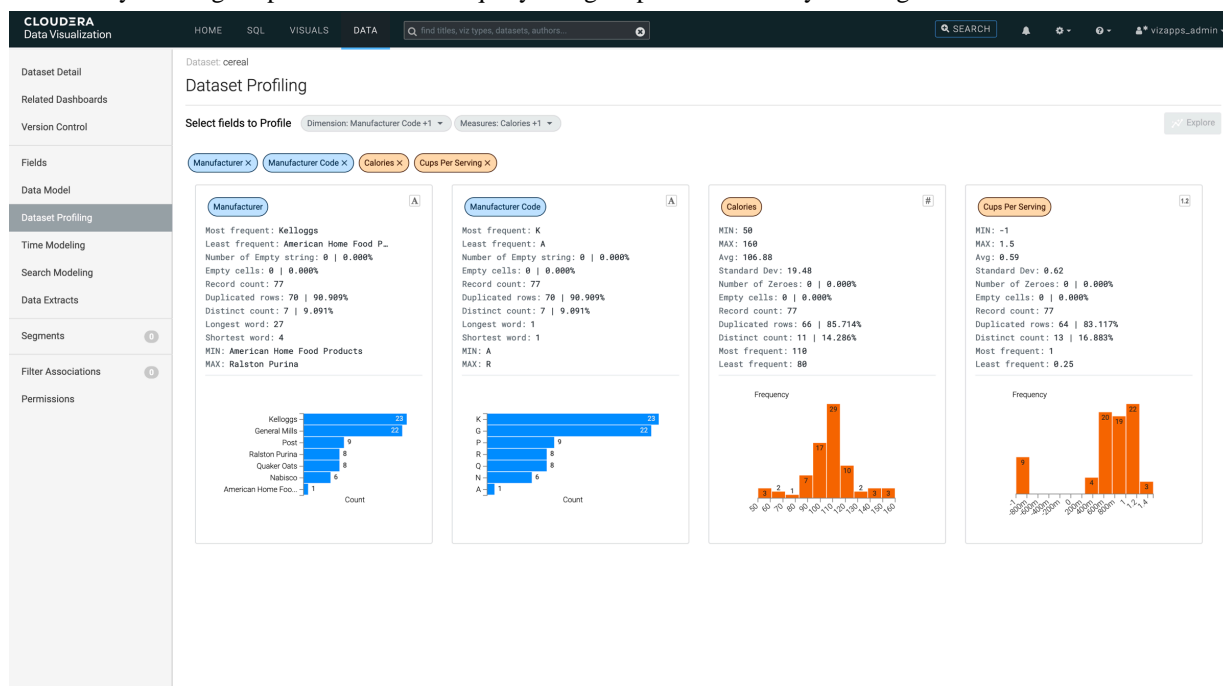 CLOUDERA
Data Visualization
HOME SQL VISUALS DATA
find titles, viz types, datasets, authors...
SEARCH
vizapps_admin
Dataset Detail
Related Dashboards
Version Control
Fields
Data Model
Dataset Profiling
Time Modeling
Search Modeling
Data Extracts
Segments 0
Filter Associations 0
Permissions
Dataset: cereal
Dataset Profiling
Select fields to Profile Dimension: Manufacturer Code +1 Measures: Calories +1 Explore
Manufacturer × Manufacturer Code × Calories × Cups Per Serving ×
Manufacturer A
Most frequent: Kelloggs
Least frequent: American Home Food P…
Number of Empty string: 0 | 0.000%
Empty cells: 0 | 0.000%
Record count: 77
Duplicated rows: 70 | 90.909%
Distinct count: 7 | 9.091%
Longest word: 27
Shortest word: 4
MIN: American Home Food Products
MAX: Ralston Purina
Kelloggs 23
General Mills 22
Post 9
Ralston Purina 8
Quaker Oats 8
Nabisco 6
American Home Foo... 1
Count
Manufacturer Code A
Most frequent: K
Least frequent: A
Number of Empty string: 0 | 0.000%
Empty cells: 0 | 0.000%
Record count: 77
Duplicated rows: 70 | 90.909%
Distinct count: 7 | 9.091%
Longest word: 1
Shortest word: 1
MIN: A
MAX: R
K 23
G 22
P 9
R 8
Q 8
N 6
A 1
Count
Calories #
MIN: 50
MAX: 160
Avg: 106.88
Standard Dev: 19.48
Number of Zeroes: 0 | 0.000%
Empty cells: 0 | 0.000%
Record count: 77
Duplicated rows: 66 | 85.714%
Distinct count: 11 | 14.286%
Most frequent: 110
Least frequent: 80
Frequency
3 2 1 7 17 29 10 2 3 3
50 60 70 80 90 100 110 120 130 140 150 160
Cups Per Serving 1.2
MIN: -1
MAX: 1.5
Avg: 0.59
Standard Dev: 0.62
Number of Zeroes: 0 | 0.000%
Empty cells: 0 | 0.000%
Record count: 77
Duplicated rows: 64 | 83.117%
Distinct count: 13 | 16.883%
Most frequent: 1
Least frequent: 0.25
Frequency
9 4 20 19 22 3
-1 -800m -600m -400m -200m 0 200m 400m 600m 800m 1 1.2 1.4